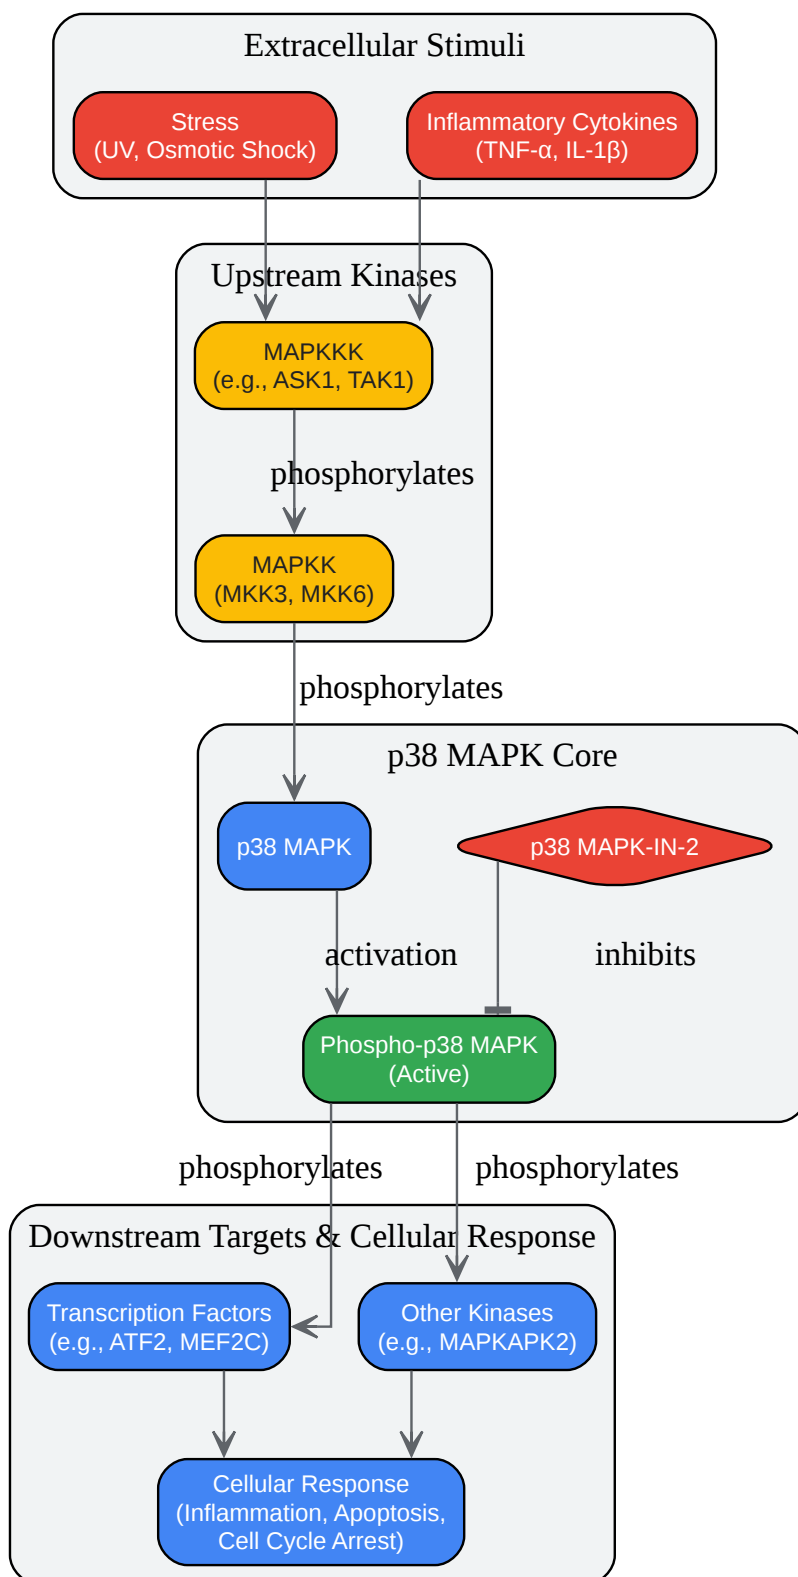 Extracellular Stimuli
Stress
(UV, Osmotic Shock)
Inflammatory Cytokines
(TNF-α, IL-1β)
Upstream Kinases
MAPKKK
(e.g., ASK1, TAK1)
phosphorylates
MAPKK
(MKK3, MKK6)
phosphorylates
p38 MAPK Core
p38 MAPK
p38 MAPK-IN-2
activation
inhibits
Phospho-p38 MAPK
(Active)
phosphorylates
phosphorylates
Downstream Targets & Cellular Response
Transcription Factors
(e.g., ATF2, MEF2C)
Other Kinases
(e.g., MAPKAPK2)
Cellular Response
(Inflammation, Apoptosis,
Cell Cycle Arrest)